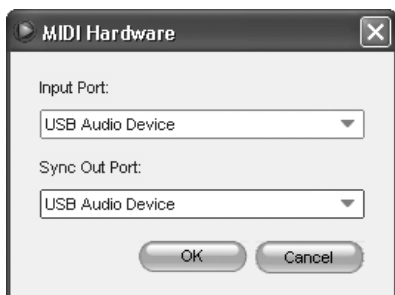 MIDI Hardware
Input Port:
USB Audio Device
Sync Out Port:
USB Audio Device
OK Cancel